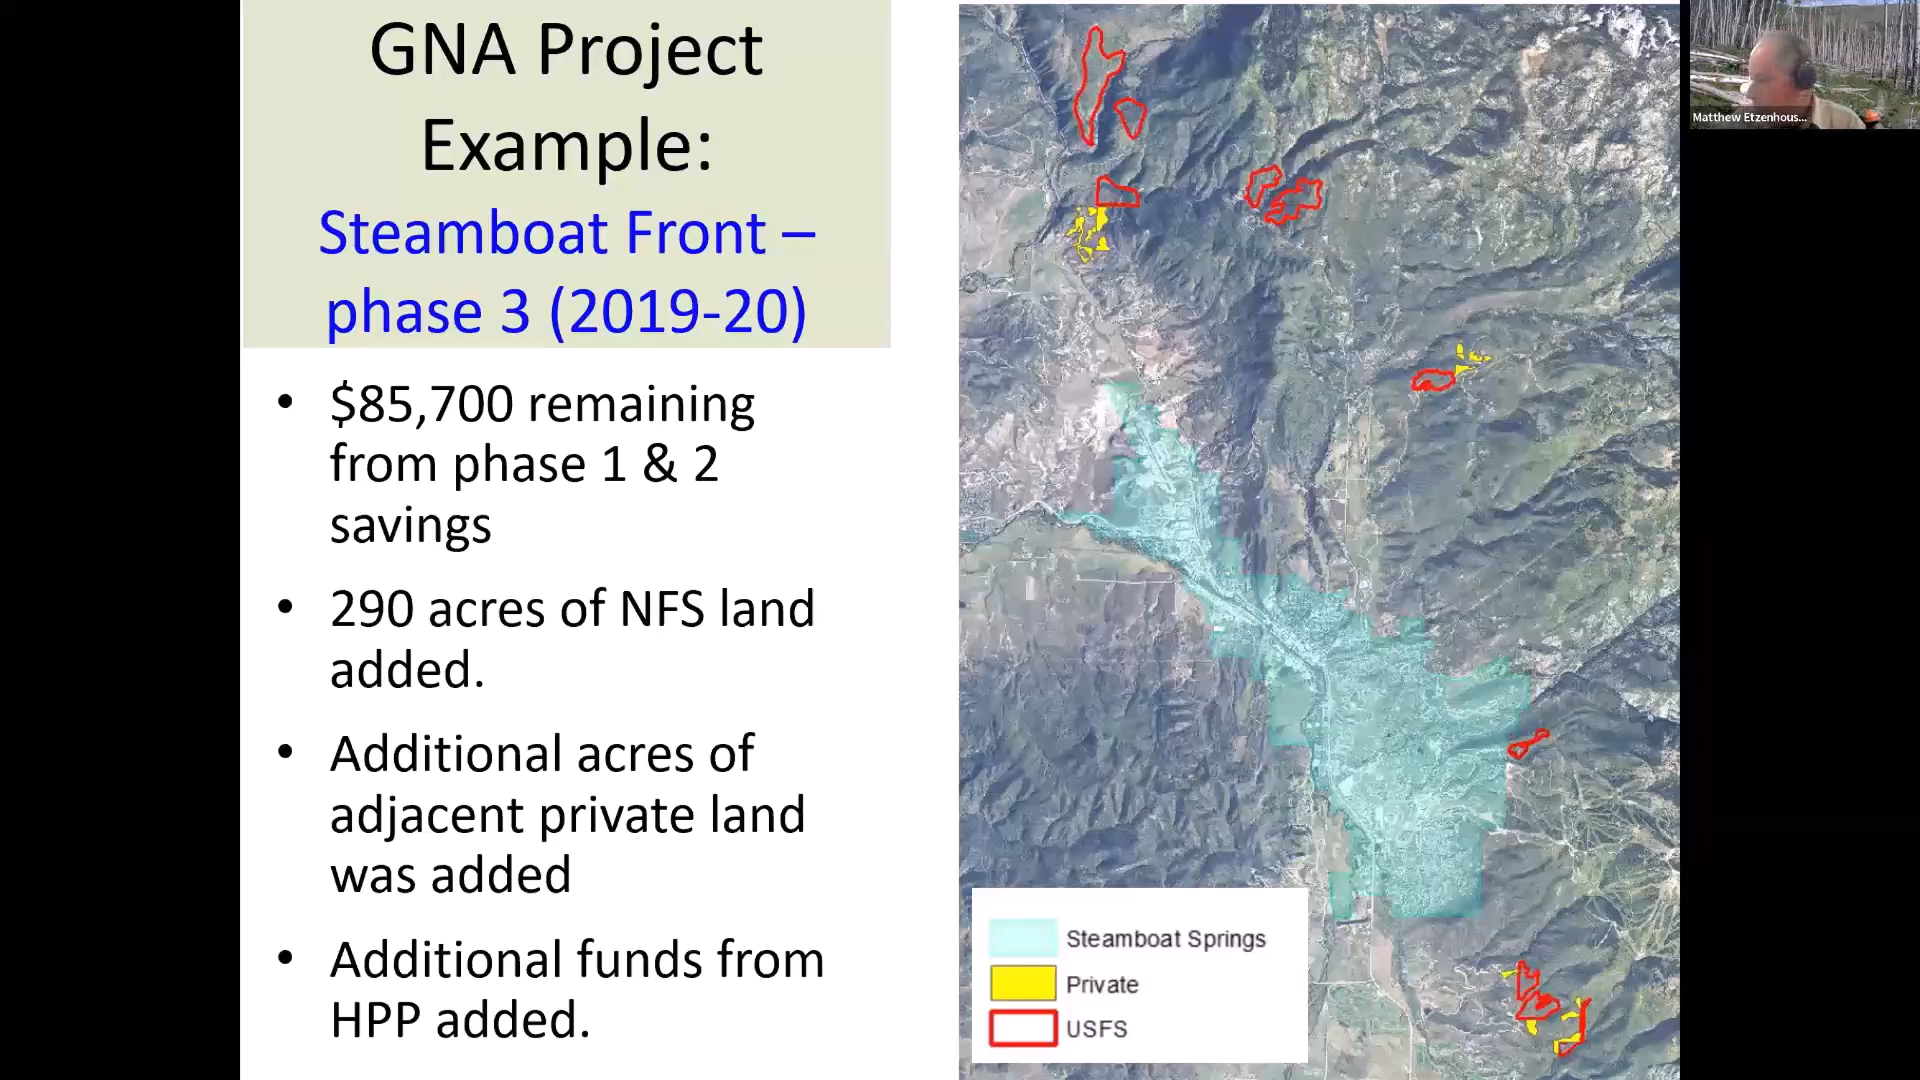 GNA Project
Example:
Steamboat Front –
phase 3 (2019-20)
• $85,700 remaining
from phase 1 & 2
savings
• 290 acres of NFS land
added.
• Additional acres of
adjacent private land
was added
• Additional funds from
HPP added.
Steamboat Springs
Private
USFS
Matthew Etzenhous...